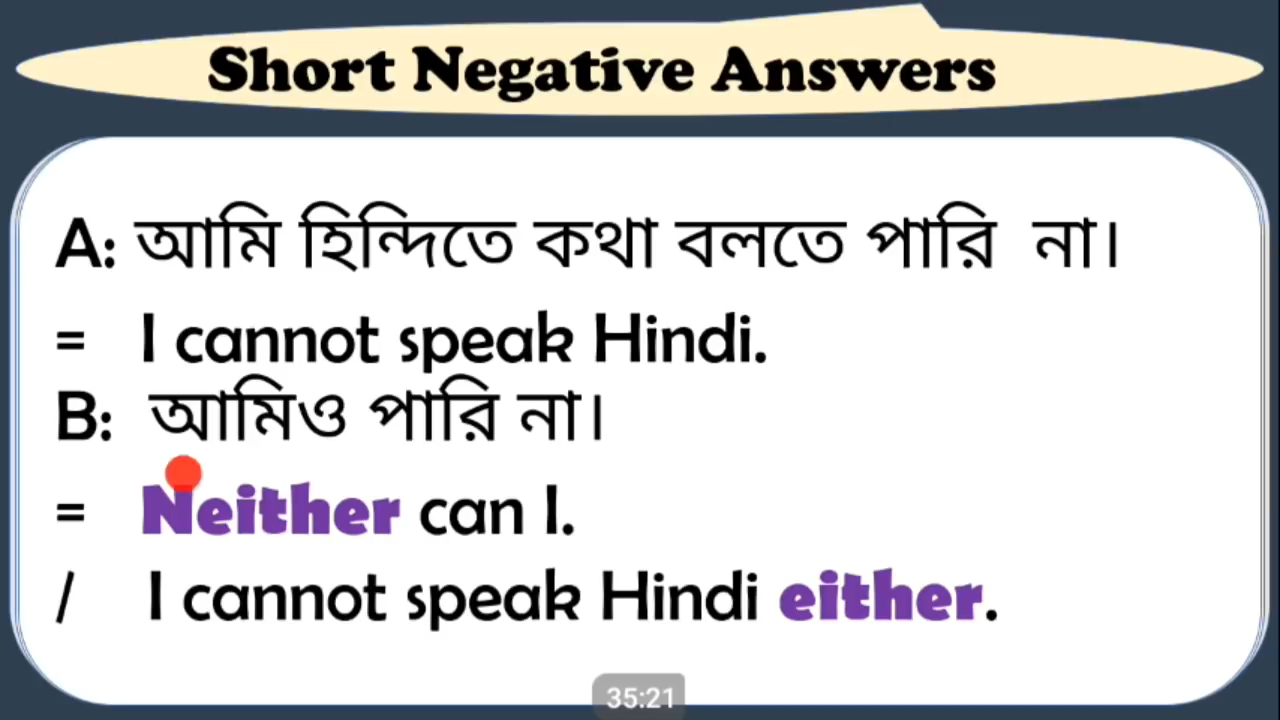 Short Negative Answers
A: আমি হিন্দিতে কথা বলতে পারি না।
= I cannot speak Hindi.
B: আমিও পারি না।
= Neither can I.
/ I cannot speak Hindi either.
35:21